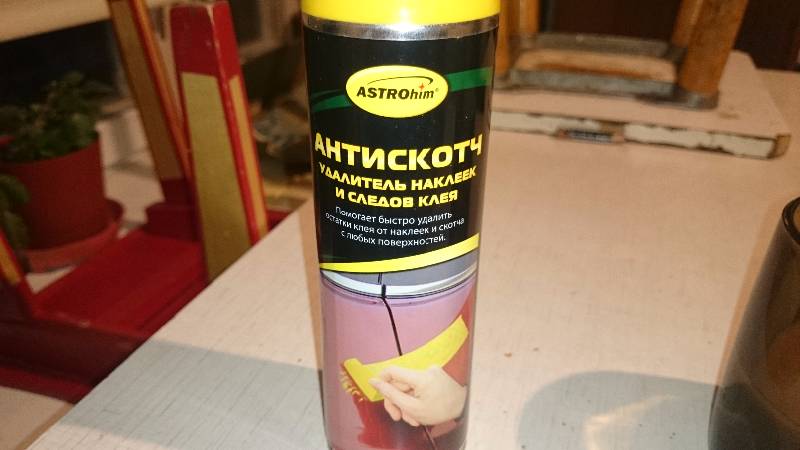 ASTROhim®
АНТИСКОТЧ
УДАЛИТЕЛЬ НАКЛЕЕК
И СЛЕДОВ КЛЕЯ
Помогает быстро удалить
остатки клея от наклеек и скотча
с любых поверхностей.